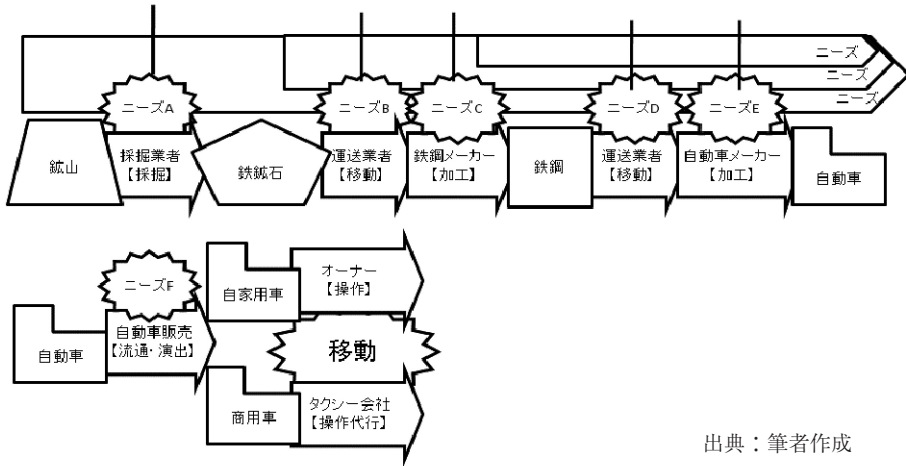 ニーズ
ニーズ
ニーズ
ニーズA
ニーズB
ニーズC
ニーズD
ニーズE
鉱山
採掘業者
【採掘】
鉄鉱石
運送業者
【移動】
鉄鋼メーカー
【加工】
鉄鋼
運送業者
【移動】
自動車メーカー
【加工】
自動車
ニーズF
自動車
自動車販売
【流通・演出】
自家用車
オーナー
【操作】
移動
商用車
タクシー会社
【操作代行】
出典：筆者作成